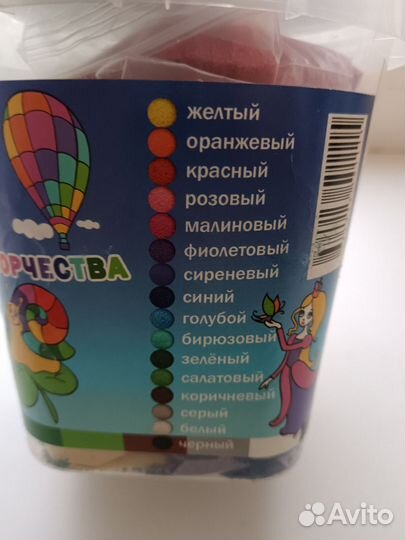 желтый
оранжевый
красный
розовый
малиновый
фиолетовый
ОРЧЕСТВА
сиреневый
синий
голубой
бирюзовый
зелёный
салатовый
коричневый
серый
белый
черный
Avito